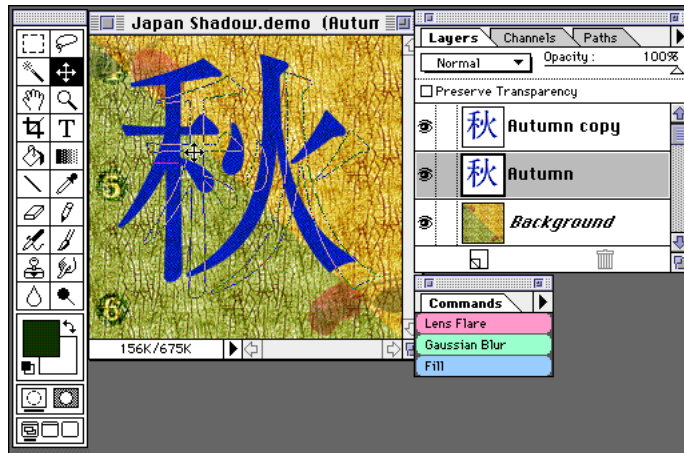 Japan Shadow.demo (Autum
秋
5
6
156K/675K
T
Layers Channels Paths
Normal Opacity: 100%
Preserve Transparency
秋 Autumn copy
秋 Autumn
Background
Commands
Lens Flare
Gaussian Blur
Fill